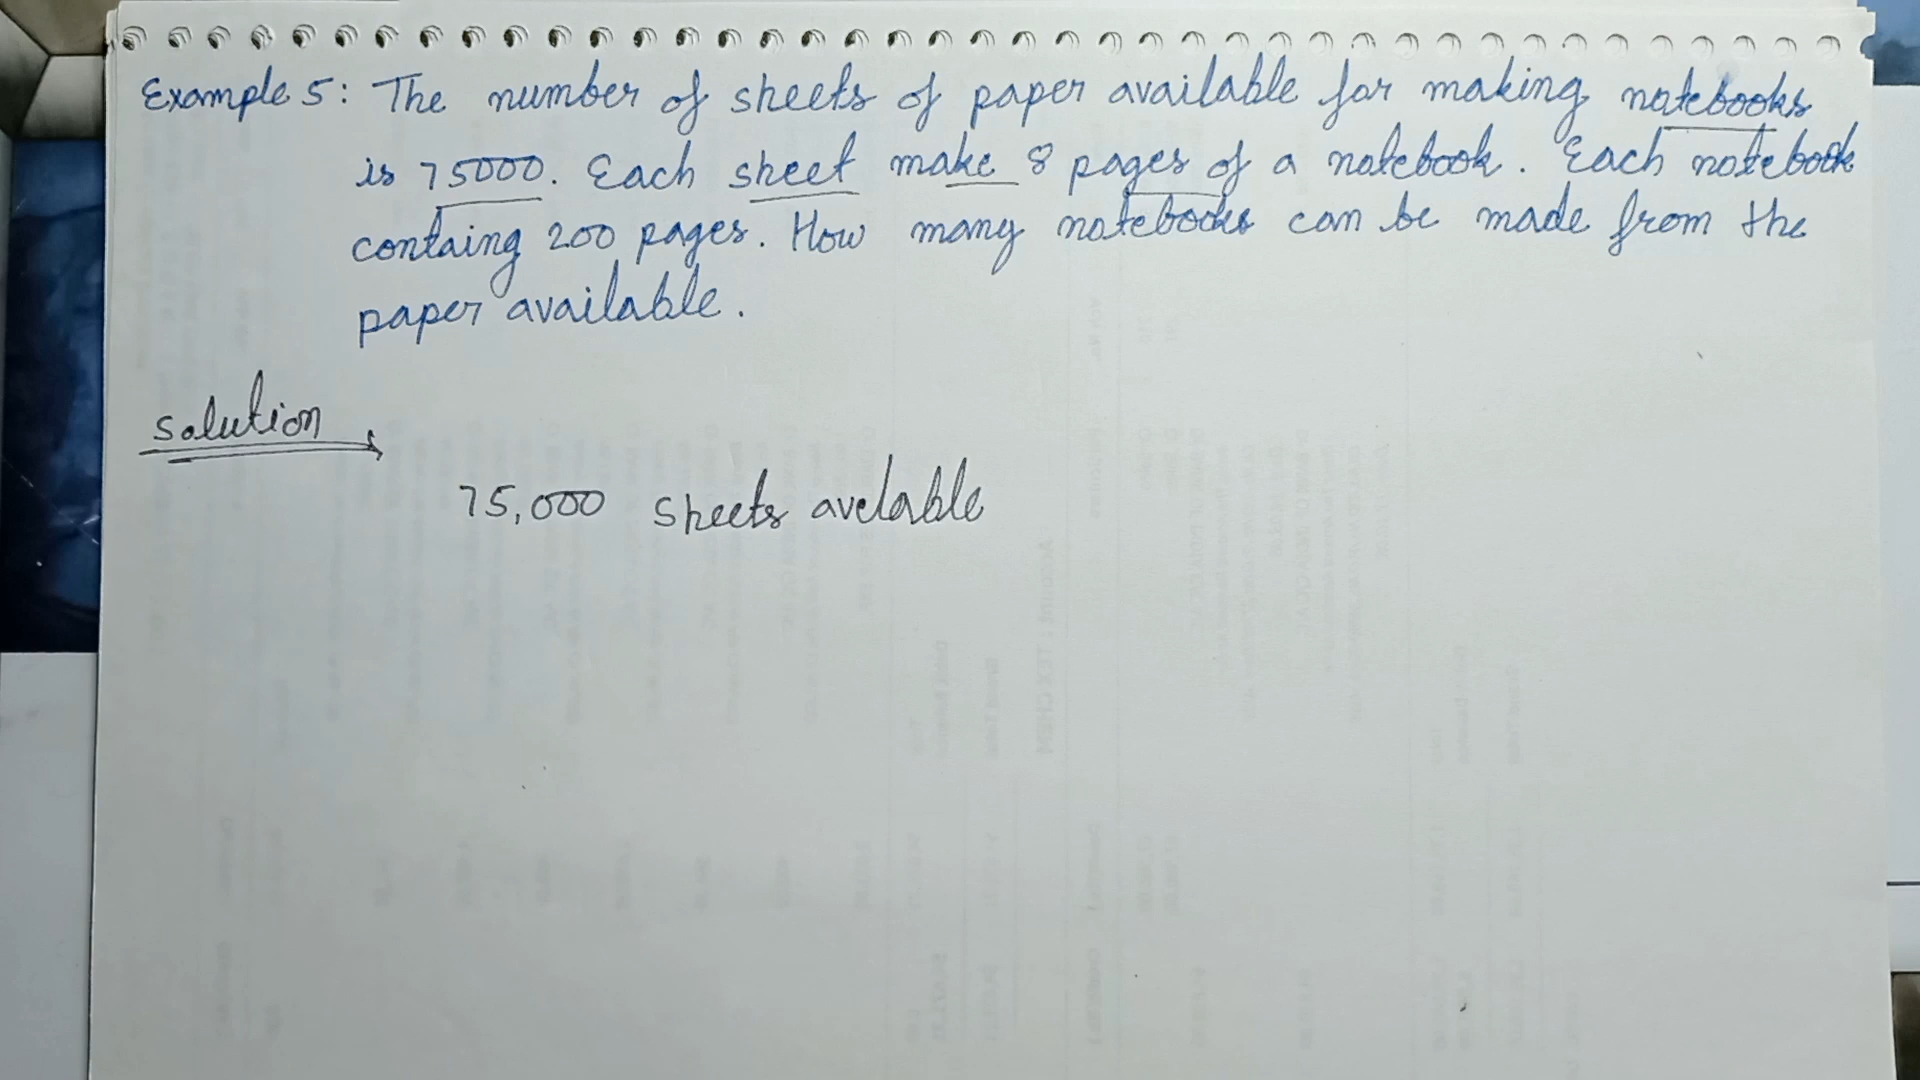 Example 5: The number of sheets of paper available for making notebooks
is 75000. Each sheet make 8 pages of a notebook. Each notebook
containg 200 pages. How many notebooks can be made from the
paper available.
Solution
75,000 Sheets avelable